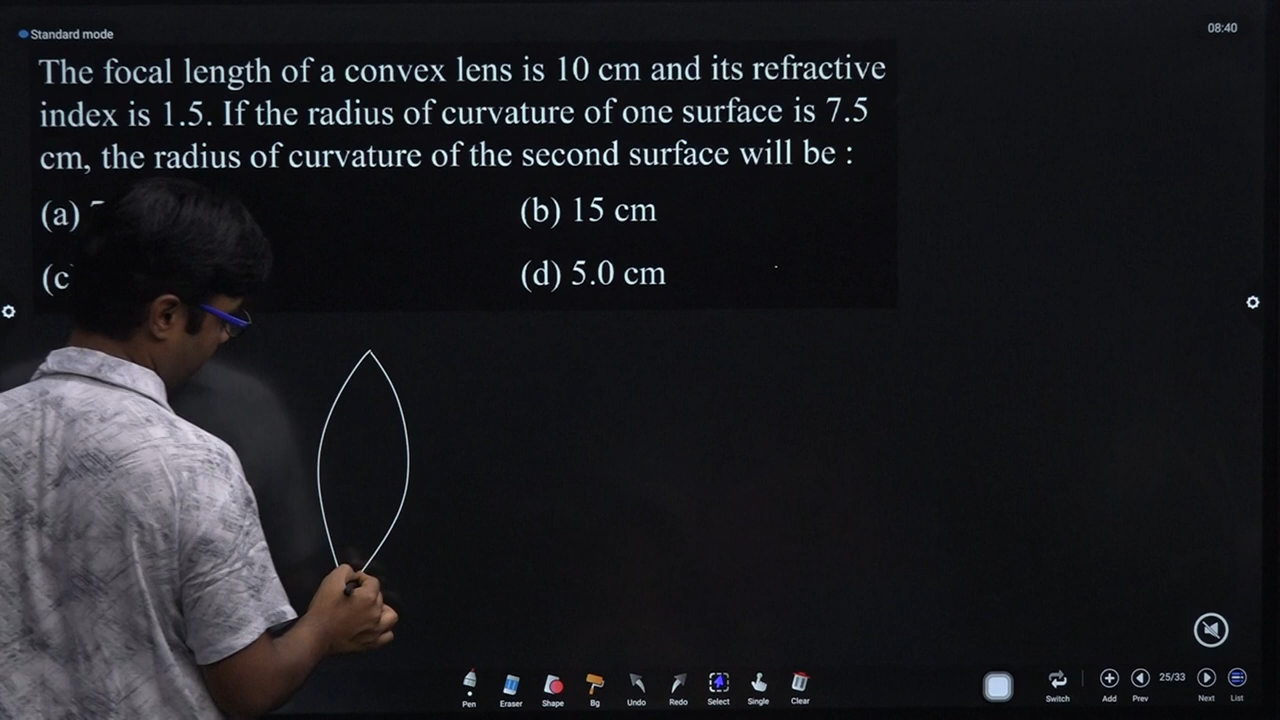 Standard mode
08:40
The focal length of a convex lens is 10 cm and its refractive
index is 1.5. If the radius of curvature of one surface is 7.5
cm, the radius of curvature of the second surface will be :
(a)
(b) 15 cm
(c
(d) 5.0 cm
Pen Eraser Shape Bg Undo Redo Select Single Clear Switch Add Prev 25/33 Next List